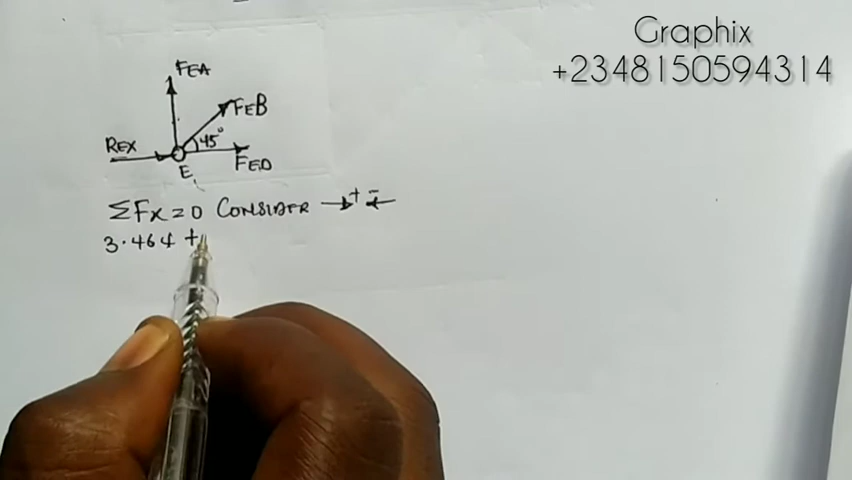 Graphix
+2348150594314
FEA
FEB
45°
REX
FED
E
ΣFx = 0 CONSIDER → + - ←
3.464 +